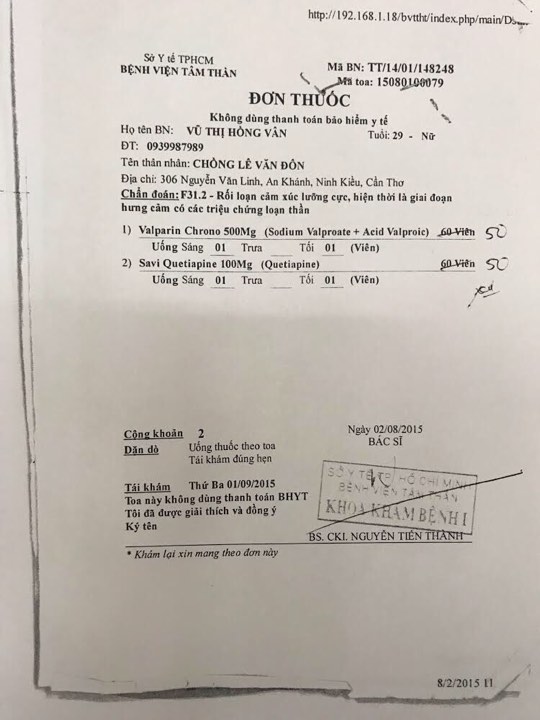 http://192.168.1.18/bvttht/index.php/main/D
Sở Y tế TPHCM
BỆNH VIỆN TÂM THẦN
Mã BN: TT/14/01/148248
Mã toa: 15080100079
ĐƠN THUỐC
Không dùng thanh toán bảo hiểm y tế
Họ tên BN: VŨ THỊ HỒNG VÂN Tuổi: 29 - Nữ
ĐT: 0939987989
Tên thân nhân: CHỒNG LÊ VĂN ĐÔN
Địa chỉ: 306 Nguyễn Văn Linh, An Khánh, Ninh Kiều, Cần Thơ
Chẩn đoán: F31.2 - Rối loạn cảm xúc lưỡng cực, hiện thời là giai đoạn
hưng cảm có các triệu chứng loạn thần
1) Valparin Chrono 500Mg (Sodium Valproate + Acid Valproic) 60 Viên 50
Uống Sáng 01 Trưa Tối 01 (Viên)
2) Savi Quetiapine 100Mg (Quetiapine) 60 Viên 50
Uống Sáng 01 Trưa Tối 01 (Viên)
Cộng khoản 2
Dặn dò Uống thuốc theo toa
Tái khám đúng hẹn
Ngày 02/08/2015
BÁC SĨ
Tái khám Thứ Ba 01/09/2015
Toa này không dùng thanh toán BHYT
Tôi đã được giải thích và đồng ý
Ký tên
SỞ Y TẾ TP HỒ CHÍ MINH
BỆNH VIỆN TÂM THẦN
KHOA KHÁM BỆNH I
BS. CKI. NGUYỄN TIẾN THÀNH
* Khám lại xin mang theo đơn này
8/2/2015 11